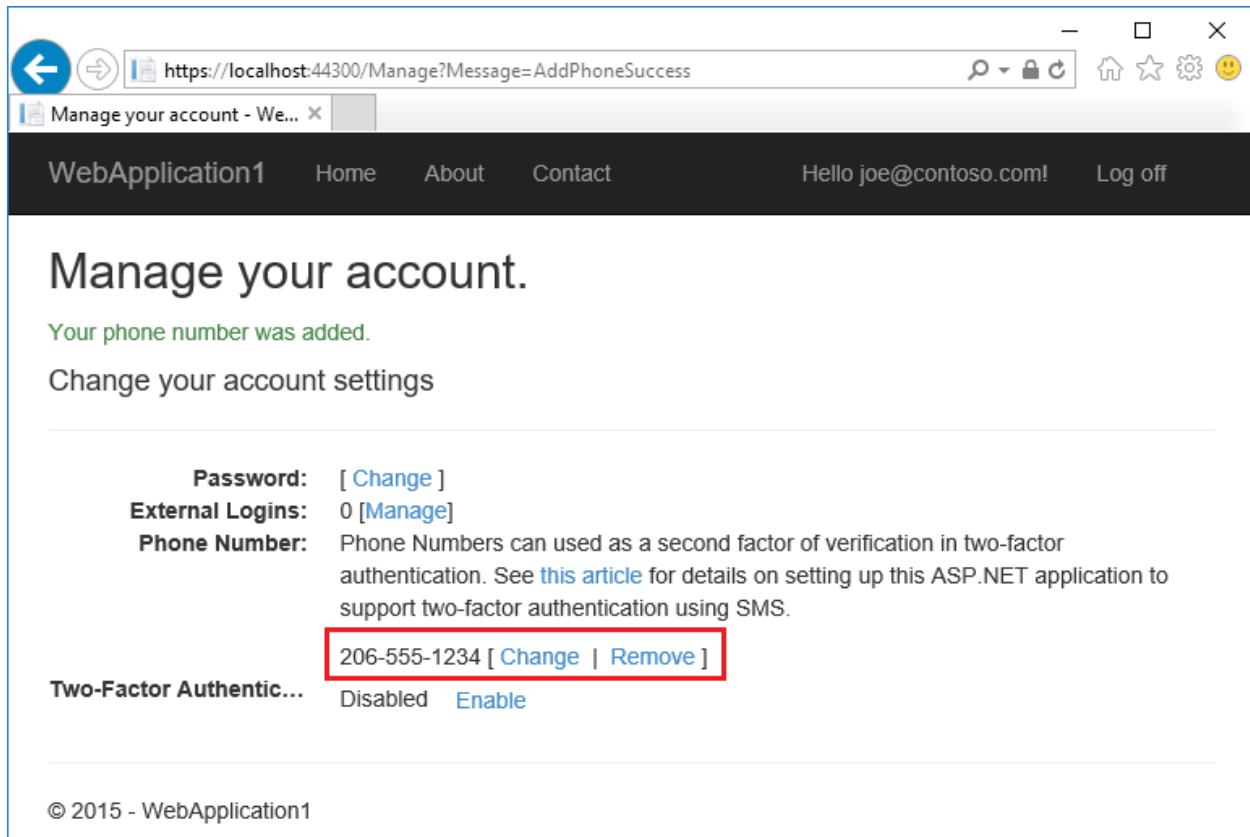 https://localhost:44300/Manage?Message=AddPhoneSuccess
Manage your account - We...
WebApplication1 Home About Contact Hello joe@contoso.com! Log off
Manage your account.
Your phone number was added.
Change your account settings
Password: [ Change ]
External Logins: 0 [Manage]
Phone Number: Phone Numbers can used as a second factor of verification in two-factor
authentication. See this article for details on setting up this ASP.NET application to
support two-factor authentication using SMS.
206-555-1234 [ Change | Remove ]
Two-Factor Authentic... Disabled Enable
© 2015 - WebApplication1